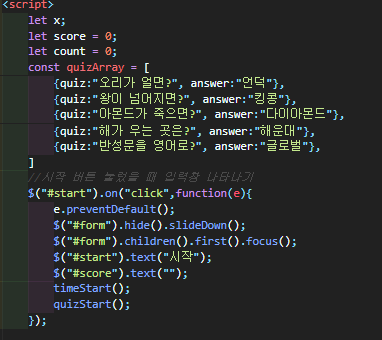 <script>
let x;
let score = 0;
let count = 0;
const quizArray = [
{quiz:"오리가 얼면?", answer:"언덕"},
{quiz:"왕이 넘어지면?", answer:"킹콩"},
{quiz:"아몬드가 죽으면?", answer:"다이아몬드"},
{quiz:"해가 우는 곳은?", answer:"해운대"},
{quiz:"반성문을 영어로?", answer:"글로벌"},
]
//시작 버튼 눌렀을 때 입력창 나타나기
$("#start").on("click",function(e){
e.preventDefault();
$("#form").hide().slideDown();
$("#form").children().first().focus();
$("#start").text("시작");
$("#score").text("");
timeStart();
quizStart();
});